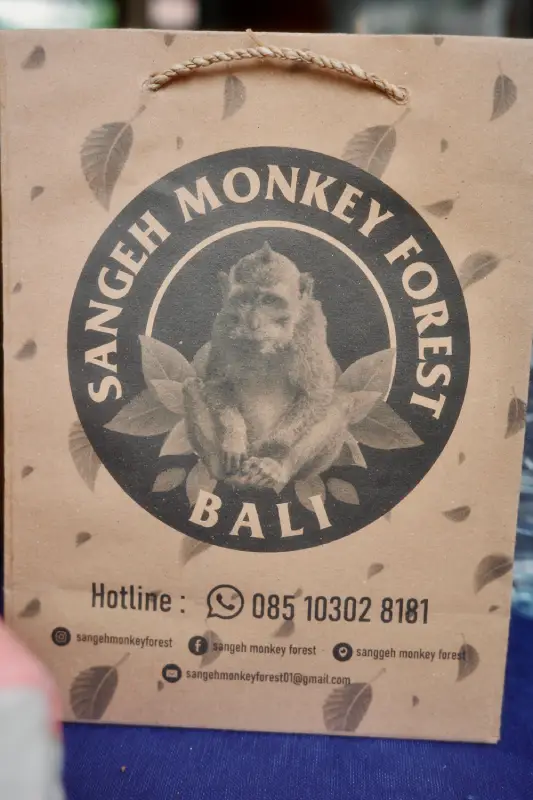 SANGEH MONKEY FOREST
BALI
Hotline : 085 10302 8181
sangehmonkeyforest sangeh monkey forest sanggeh monkey forest
sangehmonkeyforest01@gmail.com